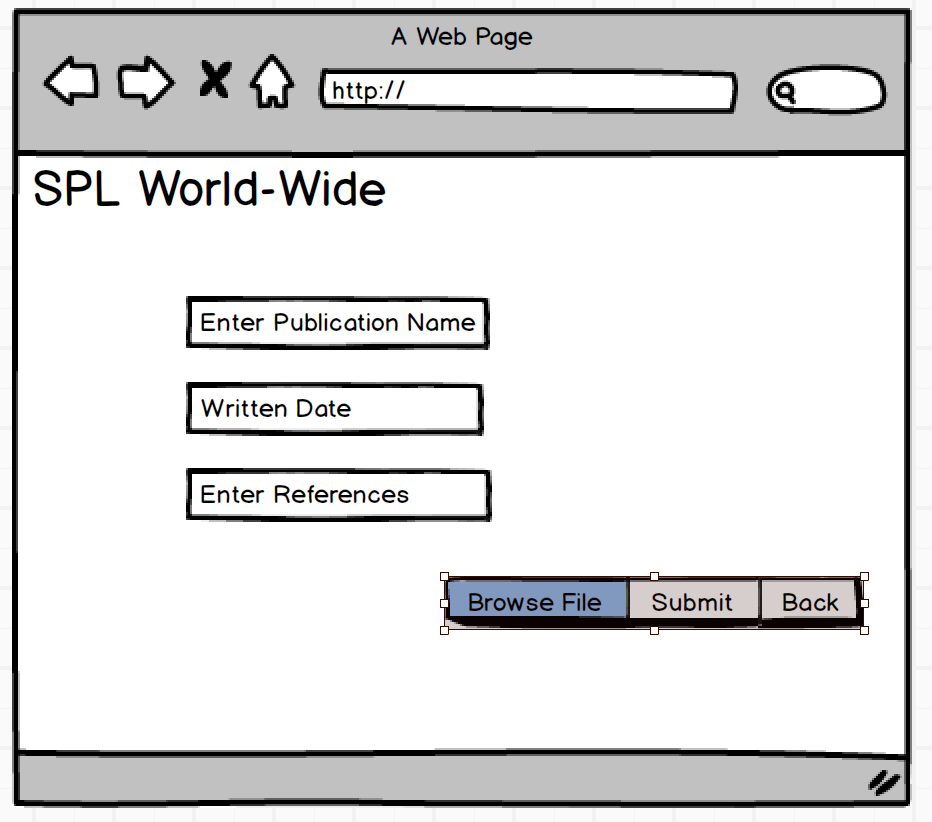 A Web Page
http://
SPL World-Wide
Enter Publication Name
Written Date
Enter References
Browse File Submit Back